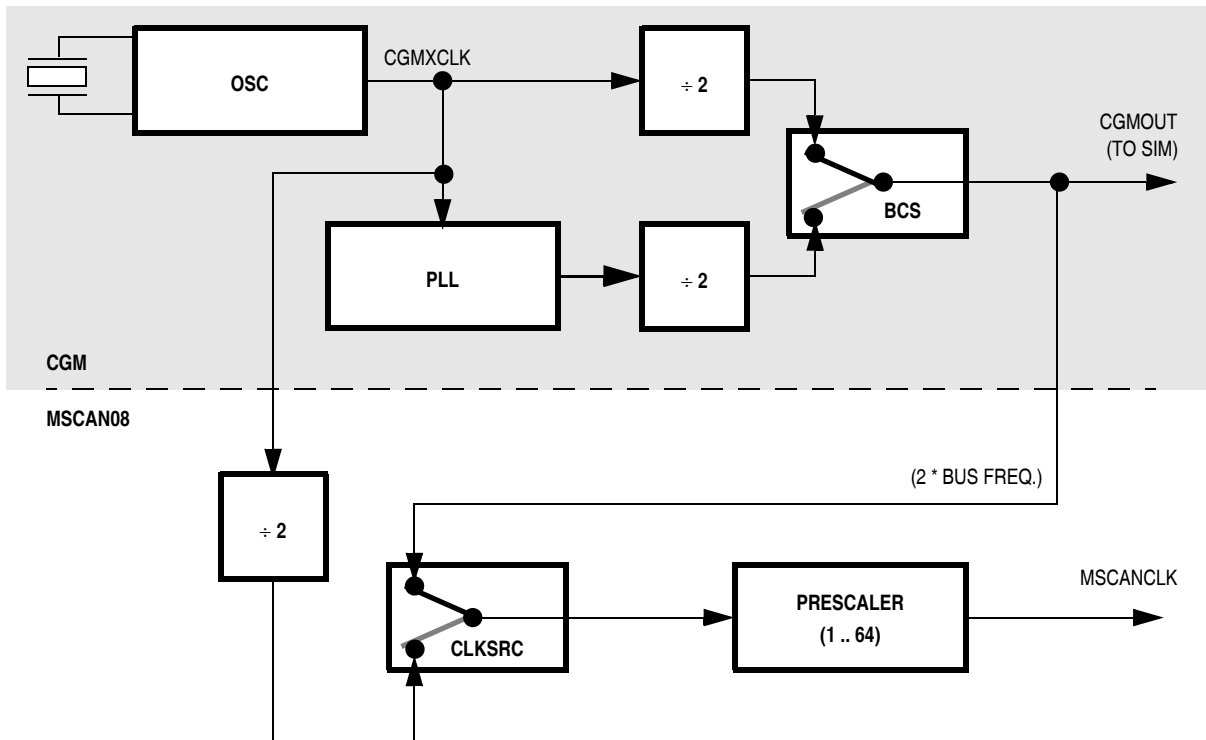 CGMXCLK
OSC
÷ 2
CGMOUT
(TO SIM)
BCS
PLL
÷ 2
CGM
MSCAN08
(2 * BUS FREQ.)
÷ 2
MSCANCLK
PRESCALER
(1 .. 64)
CLKSRC